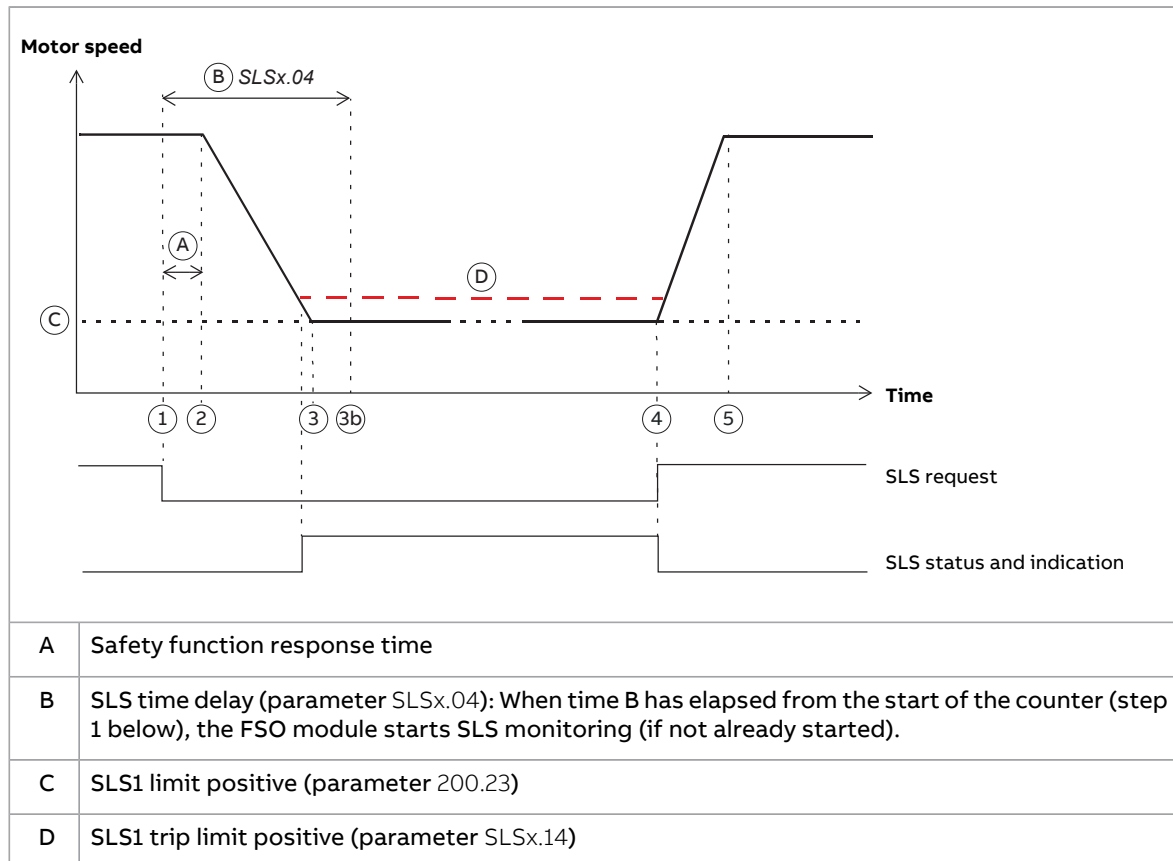 Motor speed
B SLSx.04
A
D
C
Time
1 2 3 3b 4 5
SLS request
SLS status and indication
A Safety function response time
B SLS time delay (parameter SLSx.04): When time B has elapsed from the start of the counter (step
1 below), the FSO module starts SLS monitoring (if not already started).
C SLS1 limit positive (parameter 200.23)
D SLS1 trip limit positive (parameter SLSx.14)